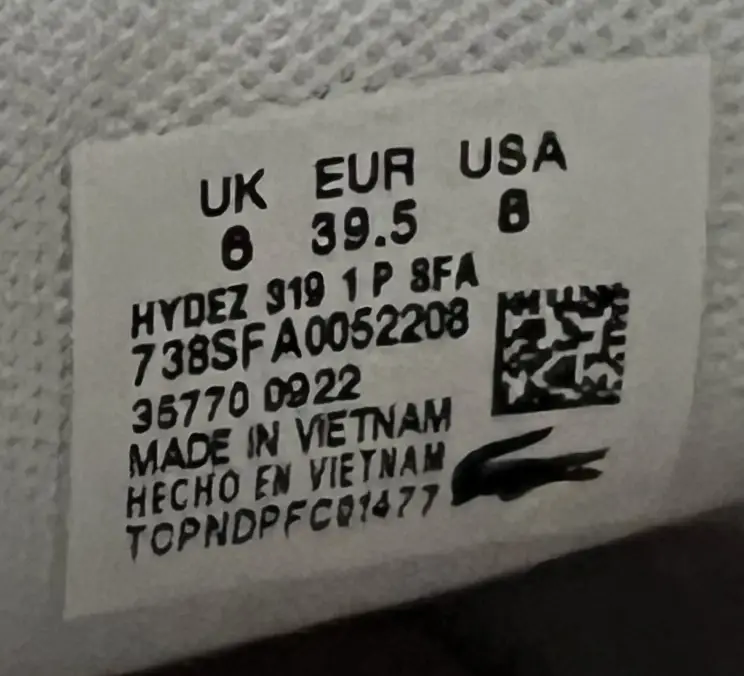 UK EUR USA
6 39.5 8
HYDEZ 319 1 P SFA
738SFA0052208
35770 0922
MADE IN VIETNAM
HECHO EN VIETNAM
TOPNDPFC01477